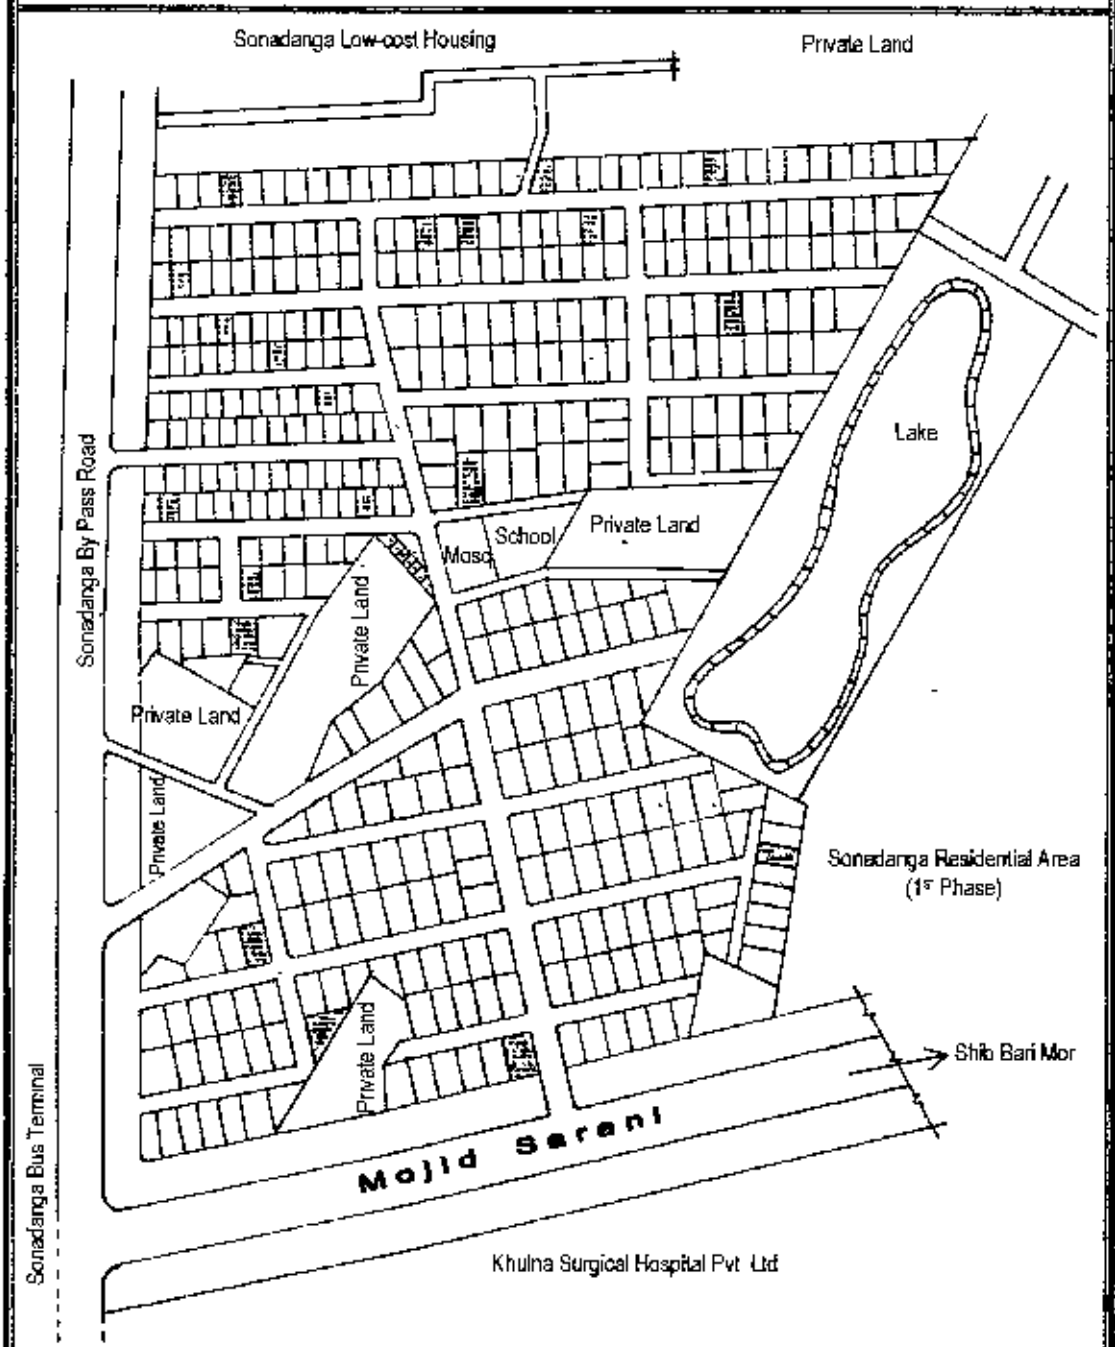 Sonadanga Low-cost Housing
Private Land
Lake
Sonadanga By Pass Road
School
Private Land
Mosq
Private Land
Private Land
Private Land
Sonadanga Residential Area
(1st Phase)
Private Land
Shib Bari Mor
Mojid Sarani
Sonadanga Bus Terminal
Khulna Surgical Hospital Pvt Ltd